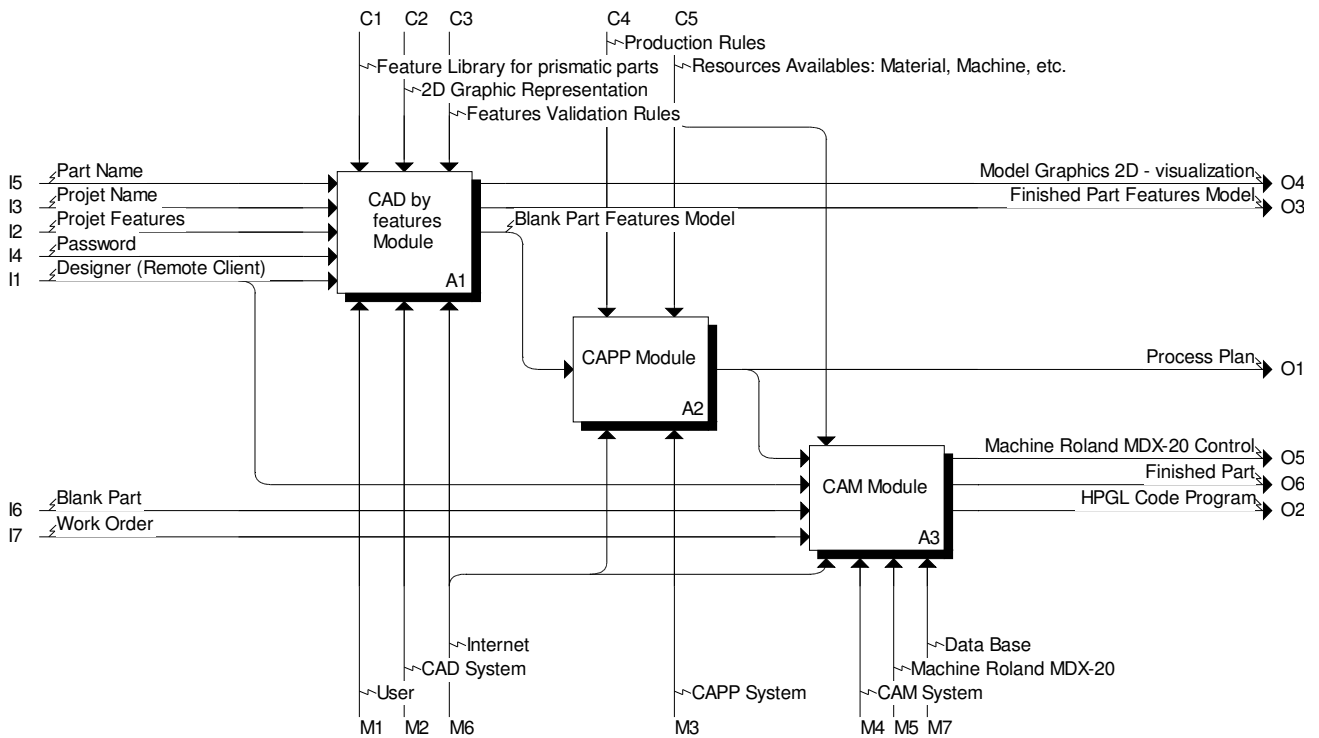 C1 C2 C3 C4 C5
Production Rules
Feature Library for prismatic parts
Resources Availables: Material, Machine, etc.
2D Graphic Representation
Features Validation Rules
I5 Part Name
I3 Projet Name
I2 Projet Features
I4 Password
I1 Designer (Remote Client)
CAD by
features
Module
A1
Model Graphics 2D - visualization O4
Finished Part Features Model O3
Blank Part Features Model
CAPP Module
A2
Process Plan O1
CAM Module
A3
Machine Roland MDX-20 Control O5
Finished Part O6
HPGL Code Program O2
I6 Blank Part
I7 Work Order
Internet
Data Base
CAD System
Machine Roland MDX-20
User
CAPP System
CAM System
M1 M2 M6 M3 M4 M5 M7